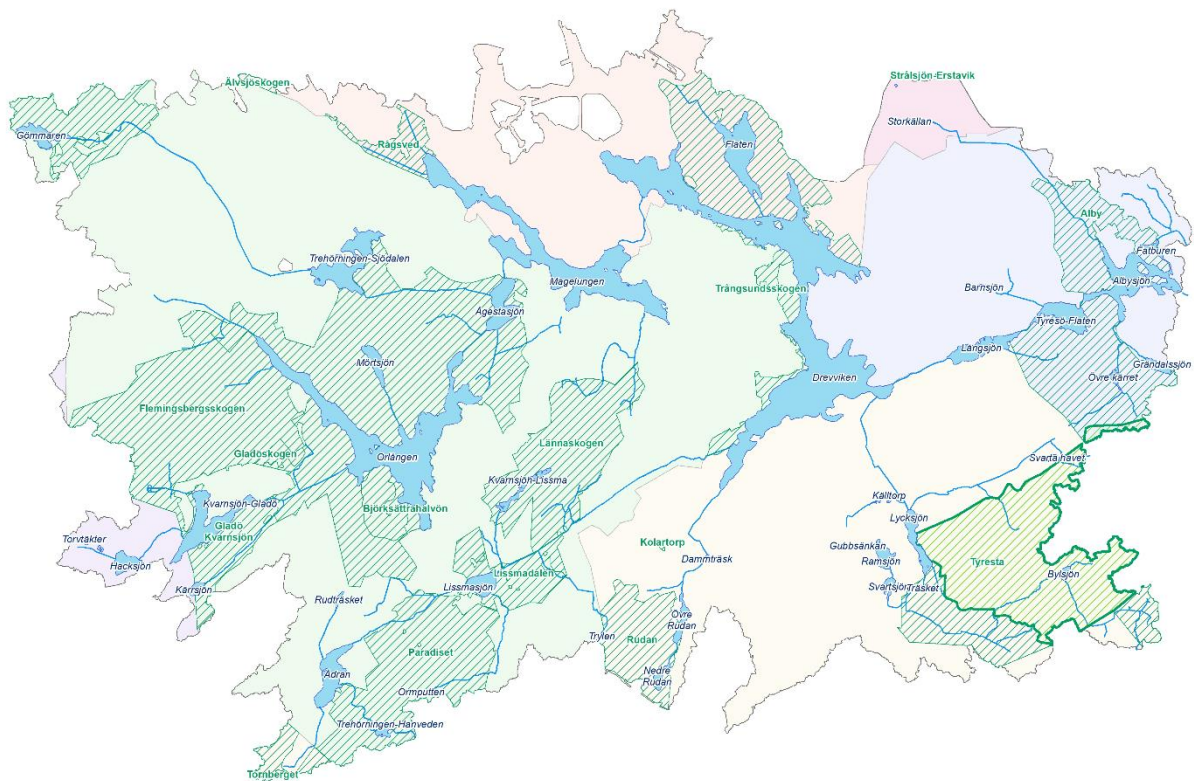 Strålsjön-Erstavik
Älvsjöskogen
Storkällan
Gömmaren
Rågsved
Flaten
Alby
Fatburen
Trehörningen-Sjödalen
Magelungen
Trångsundsskogen
Barnsjön
Albysjön
Ågestasjön
Tyresö-Flaten
Långsjön
Mörtsjön
Grändalssjön
Övre kärret
Drevviken
Flemingsbergsskogen
Lännaskogen
Gladöskogen
Orlången
Svarta havet
Kvarnsjön-Lissma
Kvarnsjön-Gladö
Källtorp
Björksättrahalvön
Lycksjön
Gladö
Kvarnsjön
Torvtäkter
Kolartorp
Gubbsänkan
Hacksjön
Dammträsk
Ramsjön
Tyresta
Bylsjön
Lissmadalen
Kärrsjön
Lissmasjön
Svartsjön
Träsket
Rudträsket
Övre
Rudan
Trylen
Rudan
Paradiset
Ådran
Nedre
Rudan
Ormputten
Trehörningen-Hanveden
Tornberget